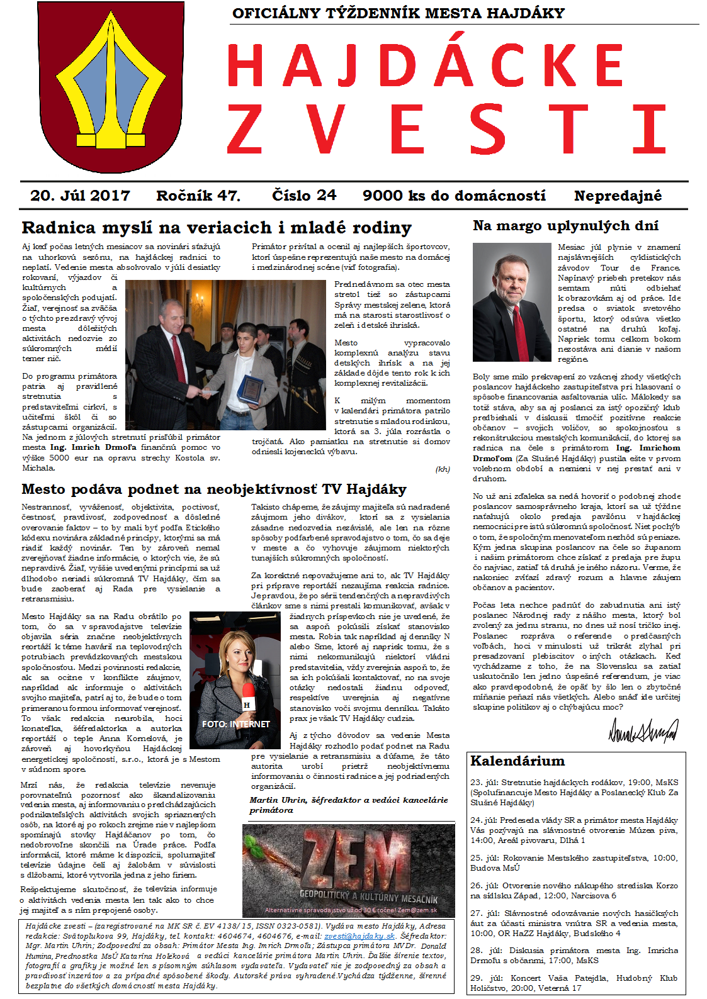 OFICIÁLNY TÝŽDENNÍK MESTA HAJDÁKY
HAJDÁCKE
ZVESTI
20. Júl 2017 Ročník 47. Číslo 24 9000 ks do domácností Nepredajné
Radnica myslí na veriacich i mladé rodiny
Aj keď počas letných mesiacov sa novinári sťažujú
na uhorkovú sezónu, na hajdáckej radnici to
neplatí. Vedenie mesta absolvovalo v júli desiatky
rokovaní, výjazdov či
kultúrnych a
spoločenských podujatí.
Žiaľ, verejnosť sa zväčša
o týchto pre zdravý vývoj
mesta dôležitých
aktivitách nedozvie zo
súkromných médií
temer nič.
Do programu primátora
patria aj pravidlené
stretnutia s
predstaviteľmi cirkví, s
učiteľmi škôl či so
zástupcami organizácií.
Na jednom z júlových stretnutí prisľúbil primátor
mesta Ing. Imrich Drmoľa finančnú pomoc vo
výške 5000 eur na opravu strechy Kostola sv.
Michala.
Primátor privítal a ocenil aj najlepších športovcov,
ktorí úspešne reprezentujú naše mesto na domácej
i medzinárodnej scéne (viď fotografia).
Prednedávnom sa otec mesta
stretol tiež so zástupcami
Správy mestskej zelene, ktorá
má na starosti starostlivosť o
zeleň i detské ihriská.
Mesto vypracovalo
komplexnú analýzu stavu
detských ihrísk a na jej
základe dôjde tento rok k ich
komplexnej revitalizácii.
K milým momentom
v kalendári primátora patrilo
stretnutie s mladou rodinkou,
ktorá sa 3. júla rozrástla o
trojčatá. Ako pamiatku na stretnutie si domov
odniesli kojeneckú výbavu.
(kh)
Mesto podáva podnet na neobjektívnosť TV Hajdáky
Nestrannosť, vyváženosť, objektivita, poctivosť,
čestnosť, pravdivosť, zodpovednosť a dôsledné
overovanie faktov – to by mali byť podľa Etického
kódexu novinára základné princípy, ktorými sa má
riadiť každý novinár. Ten by zároveň nemal
zverejňovať žiadne informácie, o ktorých vie, že sú
nepravdivé. Žiaľ, vyššie uvedenými princípmi sa už
dlhodobo neriadi súkromná TV Hajdáky, čím sa
bude zaoberať aj Rada pre vysielanie a
retransmisiu.
Mesto Hajdáky sa na Radu obrátilo po
tom, čo sa v spravodajstve televízie
objavila séria značne neobjektívnych
reortáží k téme havárií na teplovodných
potrubiach prevádzkovaných mestskou
spoločnosťou. Medzi povinnosti redakcie,
ak sa ocitne v konflikte záujmov,
napríklad ak informuje o aktivitách
svojho majiteľa, patrí aj to, že bude o tom
primeranou formou informovať verejnosť.
To však redakcia neurobila, hoci
konateľka, šéfredaktorka a autorka
reportáží o teple Anna Kornelová, je
zároveň aj hovorkyňou Hajdáckej
energetickej spoločnosti, s.r.o., ktorá je s Mestom
v súdnom spore.
Mrzí nás, že redakcia televízie nevenuje
porovnateľnú pozornosť ako škandalizovaniu
vedenia mesta, aj informovaniu o predchádzajúcich
podnikateľských aktivitách svojich spriaznených
osôb, na ktoré aj po rokoch zrejme nie v najlepšom
spomínajú stovky Hajdáčanov po tom, čo
nedobrovoľne skončili na Úrade práce. Podľa
informácií, ktoré máme k dispozícii, spolumajiteľ
televízie údajne čelí aj žalobám v súvislosti
s dlžobami, ktoré vytvorila jedna z jeho firiem.
Rešpektujeme skutočnosť, že televízia informuje
o aktivitách vedenia mesta len tak ako to chce
jej majiteľ a s ním prepojené osoby.
Takisto chápeme, že záujmy majiteľa sú nadradené
záujmom jeho divákov, ktorí sa z vysielania
zásadne nedozvedia nezávislé, ale len na rôzne
spôsoby podfarbené spravodajstvo o tom, čo sa deje
v meste a čo vyhovuje záujmom niektorých
tunajších súkromných spoločností.
Za korektné nepovažujeme ani to, ak TV Hajdáky
pri príprave reportáží nezaujíma reakcia radnice.
Je pravdou, že po sérii tendenčných a nepravdivých
článkov sme s nimi prestali komunikovať, avšak v
žiadnych príspevkoch nie je uvedené, že
sa aspoň pokúsili získať stanovisko
mesta. Robia tak napríklad aj denníky N
alebo Sme, ktoré aj napriek tomu, že s
nimi nekomunikujú niektorí vládni
predstavitelia, vždy zverejnia aspoň to, že
sa ich pokúšali kontaktovať, no na svoje
otázky nedostali žiadnu odpoveď,
respektíve uverejnia aj negatívne
stanovisko voči svojmu denníku. Takáto
prax je však TV Hajdáky cudzia.
Aj z týcho dôvodov sa vedenie Mesta
Hajdáky rozhodlo podať podnet na Radu
pre vysielanie a retransmisiu a dúfame, že táto
autorita urobí prietrž neobjektívnemu
informovaniu o činnosti radnice a jej podriadených
organizácií.
Martin Uhrin, šéfredaktor a vedúci kancelárie
primátora
H
FOTO: INTERNET
ZEM
GEOPOLITICKÝ A KULTÚRNY MESAČNÍK
Alternatívne spravodajstvo už od 30 € ročne! Zem@zem.sk
Hajdácke zvesti – (zaregistrované na MK SR č. EV 4138/15, ISSN 0323-0581). Vydáva mesto Hajdáky, Adresa
redakcie: Svätoplukova 99, Hajdáky, tel. kontakt: 4604674, 4604676, e-mail: zvesti@hajdaky.sk. Šéfredaktor:
Mgr. Martin Uhrin; Zodpovední za obsah: Primátor Mesta Ing. Imrich Drmoľa; Zástupca primátora MVDr. Donald
Humina, Prednostka MsÚ Katarína Holeková a vedúci kancelárie primátora Martin Uhrin. Ďalšie šírenie textov,
fotografií a grafiky je možné len s písomným súhlasom vydavateľa. Vydavateľ nie je zodpovedný za obsah a
pravdivosť inzerátov a za prípadné spôsobené škody. Autorské práva vyhradené.Vychádza týždenne, šírenné
bezplatne do všetkých domácností mesta Hajdáky.
Na margo uplynulých dní
Mesiac júl plynie v znamení
najslávnejších cyklistických
závodov Tour de France.
Napínavý priebeh pretekov nás
semtam núti odbiehať
k obrazovkám aj od práce. Ide
predsa o sviatok svetového
športu, ktorý odsúva všetko
ostatné na druhú koľaj.
Napriek tomu celkom bokom
nezostáva ani dianie v našom
regióne.
Boly sme milo prekvapení zo vzácnej zhody všetkých
poslancov hajdáckeho zastupiteľstva pri hlasovaní o
spôsobe financovania asfaltovania ulíc. Málokedy sa
totiž stáva, aby sa aj poslanci za istý opozičný klub
predbiehali v diskusii tlmočiť pozitívne reakcie
občanov – svojich voličov, so spokojnosťou s
rekonštrukciou mestských komunikácií, do ktorej sa
radnica na čele s primátorom Ing. Imrichom
Drmoľom (Za Slušné Hajdáky) pustila ešte v prvom
volebnom období a nemieni v nej prestať ani v
druhom.
No už ani zďaleka sa nedá hovoriť o podobnej zhode
poslancov samosprávneho kraja, ktorí sa už týždne
naťahujú okolo predaja pavilónu v hajdáckej
nemocnici pre istú súkromnú spoločnosť. Niet pochýb
o tom, že spoločným menovateľom nezhôd sú peniaze.
Kým jedna skupina poslancov na čele so županom
i našim primátorom chce získať z predaja pre župu
čo najviac, zatiaľ tá druhá je iného názoru. Verme, že
nakoniec zvíťazí zdravý rozum a hlavne záujem
občanov a pacientov.
Počas leta nechce padnúť do zabudnutia ani istý
poslanec Národnej rady z nášho mesta, ktorý bol
zvolený za jednu stranu, no dnes už nosí tričko inej.
Poslanec rozpráva o referende o predčasných
voľbách, hoci v minulosti už trikrát zlyhal pri
presadzovaní plebiscitov o iných otázkach. Keď
vychádzame z toho, že na Slovensku sa zatiaľ
uskutočnilo len jedno úspešné referendum, je viac
ako pravdepodobné, že opäť by šlo len o zbytočné
míňanie peňazí nás všetkých. Alebo snáď ide určitej
skupine politikov aj o chýbajúcu moc?
Kalendárium
23. júl: Stretnutie hajdáckych rodákov, 19:00, MsKS
(Spolufinancuje Mesto Hajdáky a Poslanecký Klub Za
Slušné Hajdáky)
24. júl: Predeseda vlády SR a primátor mesta Hajdáky
Vás pozývajú na slávnostné otvorenie Múzea piva,
14:00, Areál pivovaru, Dlhá 1
25. júl: Rokovanie Mestského zastupiteľstva, 10:00,
Budova MsÚ
26. júl: Otvorenie nového nákupého strediska Korzo
na sídlisku Západ, 12:00, Narcisova 6
27. júl: Slávnostné odovzávanie nových hasičksých
áut za účasti ministra vnútra SR a vedenia mesta,
10:00, OR HaZZ Hajdáky, Budského 4
28. júl: Diskusia primátora mesta Ing. Imricha
Drmoľu s občanmi, 17:00, MsKS
29. júl: Koncert Vaša Patejdla, Hudobný Klub
Holičstvo, 20:00, Veterná 17